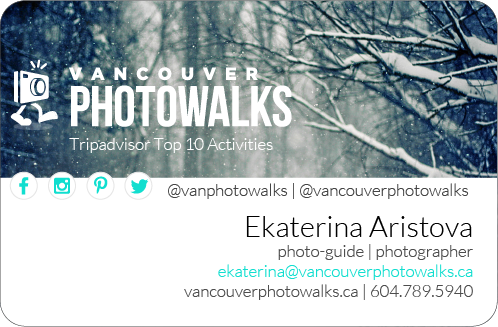 VANCOUVER
PHOTOWALKS
Tripadvisor Top 10 Activities
@vanphotowalks | @vancouverphotowalks
Ekaterina Aristova
photo-guide | photographer
ekaterina@vancouverphotowalks.ca
vancouverphotowalks.ca | 604.789.5940